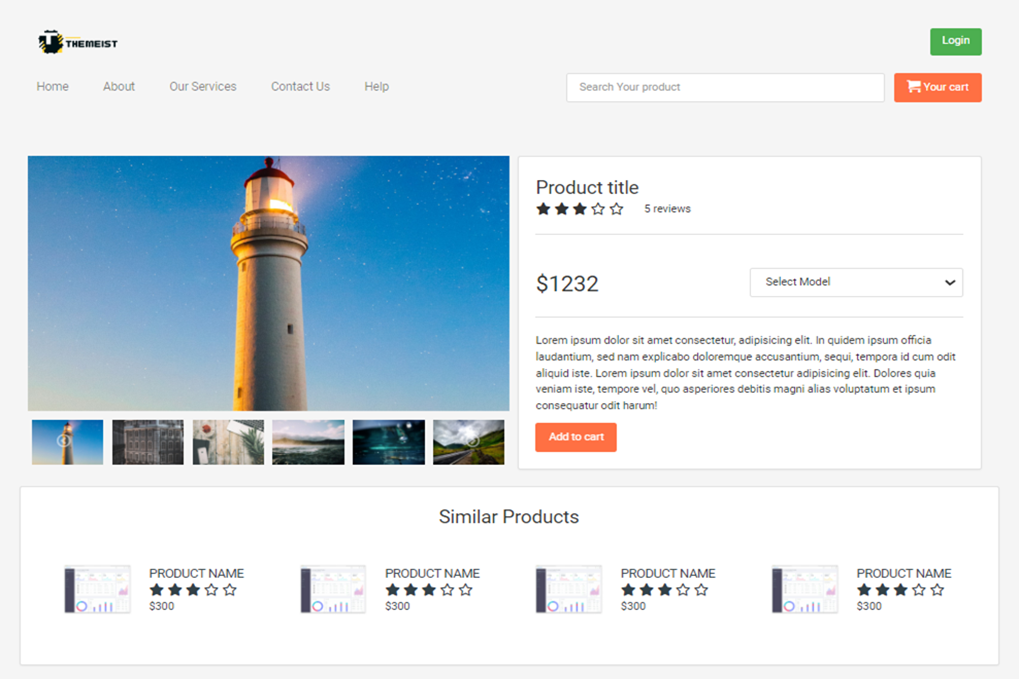 THEMEIST
Login
Home
About
Our Services
Contact Us
Help
Search Your product
Your cart
Product title
5 reviews
$1232
Select Model
Lorem ipsum dolor sit amet consectetur, adipisicing elit. In quidem ipsum officia
laudantium, sed nam explicabo doloremque accusantium, sequi, tempora id cum odit
aliquid iste. Lorem ipsum dolor sit amet consectetur adipisicing elit. Dolores quia
veniam iste, tempore vel, quo asperiores debitis magni alias voluptatum et ipsum
consequatur odit harum!
Add to cart
Similar Products
PRODUCT NAME
$300
PRODUCT NAME
$300
PRODUCT NAME
$300
PRODUCT NAME
$300